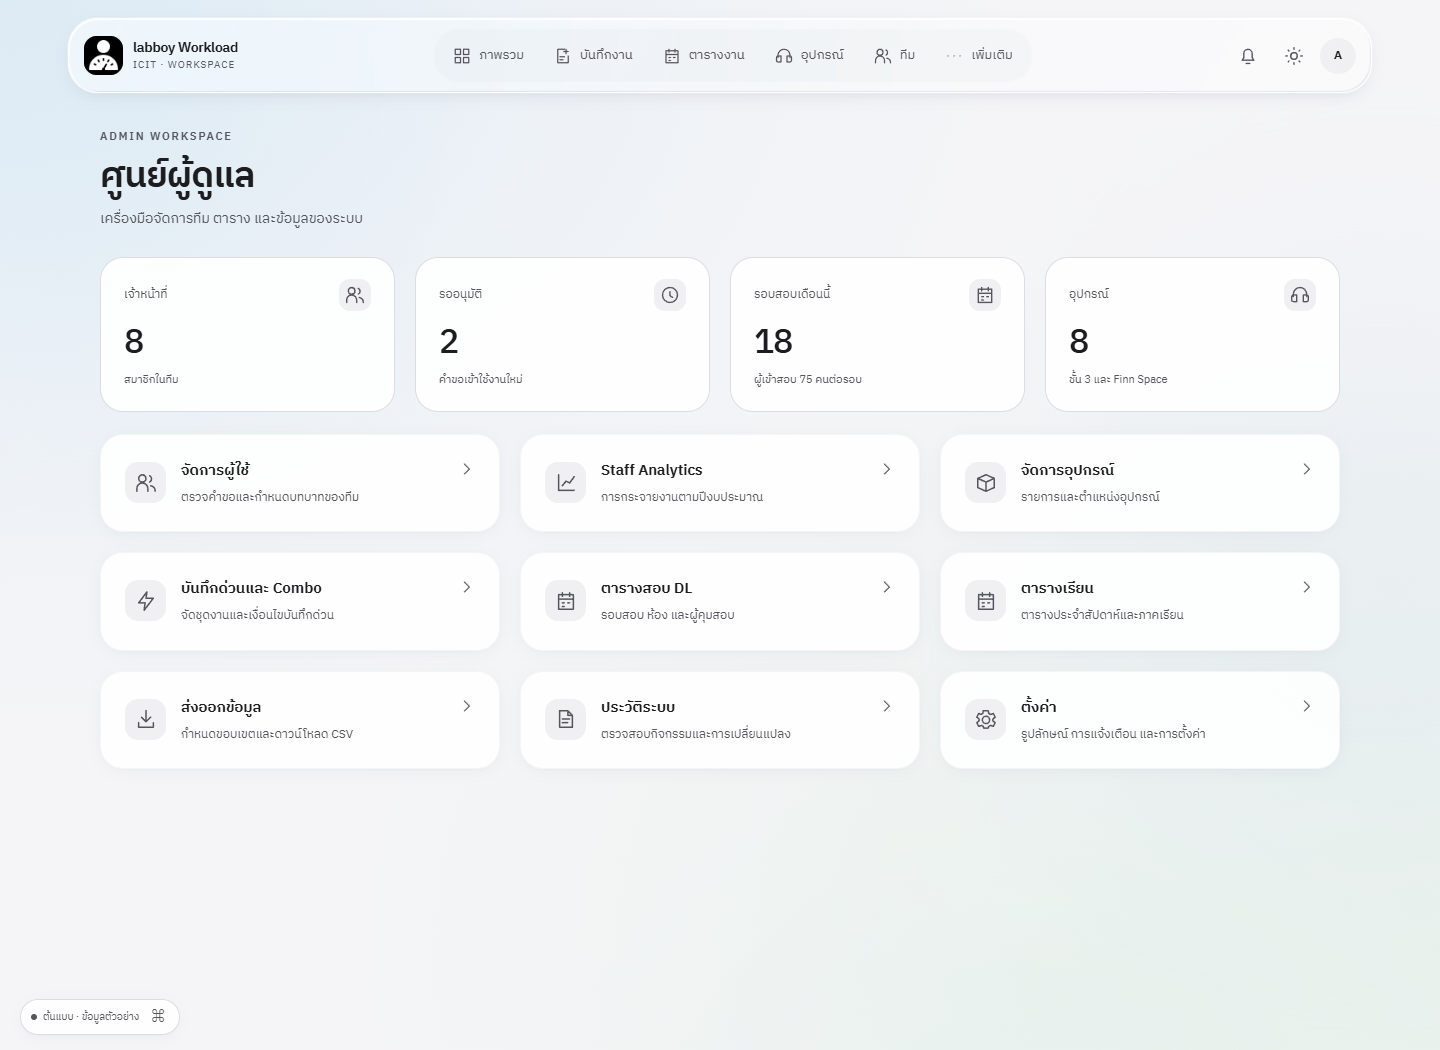 labboy Workload
ICIT · WORKSPACE
ภาพรวม
บันทึกงาน
ตารางงาน
อุปกรณ์
ทีม
เพิ่มเติม
A
ADMIN WORKSPACE
ศูนย์ผู้ดูแล
เครื่องมือจัดการทีม ตาราง และข้อมูลของระบบ
เจ้าหน้าที่
8
สมาชิกในทีม
รออนุมัติ
2
คำขอเข้าใช้งานใหม่
รอบสอบเดือนนี้
18
ผู้เข้าสอบ 75 คนต่อรอบ
อุปกรณ์
8
ชั้น 3 และ Finn Space
จัดการผู้ใช้
ตรวจคำขอและกำหนดบทบาทของทีม
Staff Analytics
การกระจายงานตามปีงบประมาณ
จัดการอุปกรณ์
รายการและตำแหน่งอุปกรณ์
บันทึกด่วนและ Combo
จัดชุดงานและเงื่อนไขบันทึกด่วน
ตารางสอบ DL
รอบสอบ ห้อง และผู้คุมสอบ
ตารางเรียน
ตารางประจำสัปดาห์และภาคเรียน
ส่งออกข้อมูล
กำหนดขอบเขตและดาวน์โหลด CSV
ประวัติระบบ
ตรวจสอบกิจกรรมและการเปลี่ยนแปลง
ตั้งค่า
รูปลักษณ์ การแจ้งเตือน และการตั้งค่า
ต้นแบบ · ข้อมูลตัวอย่าง ⌘